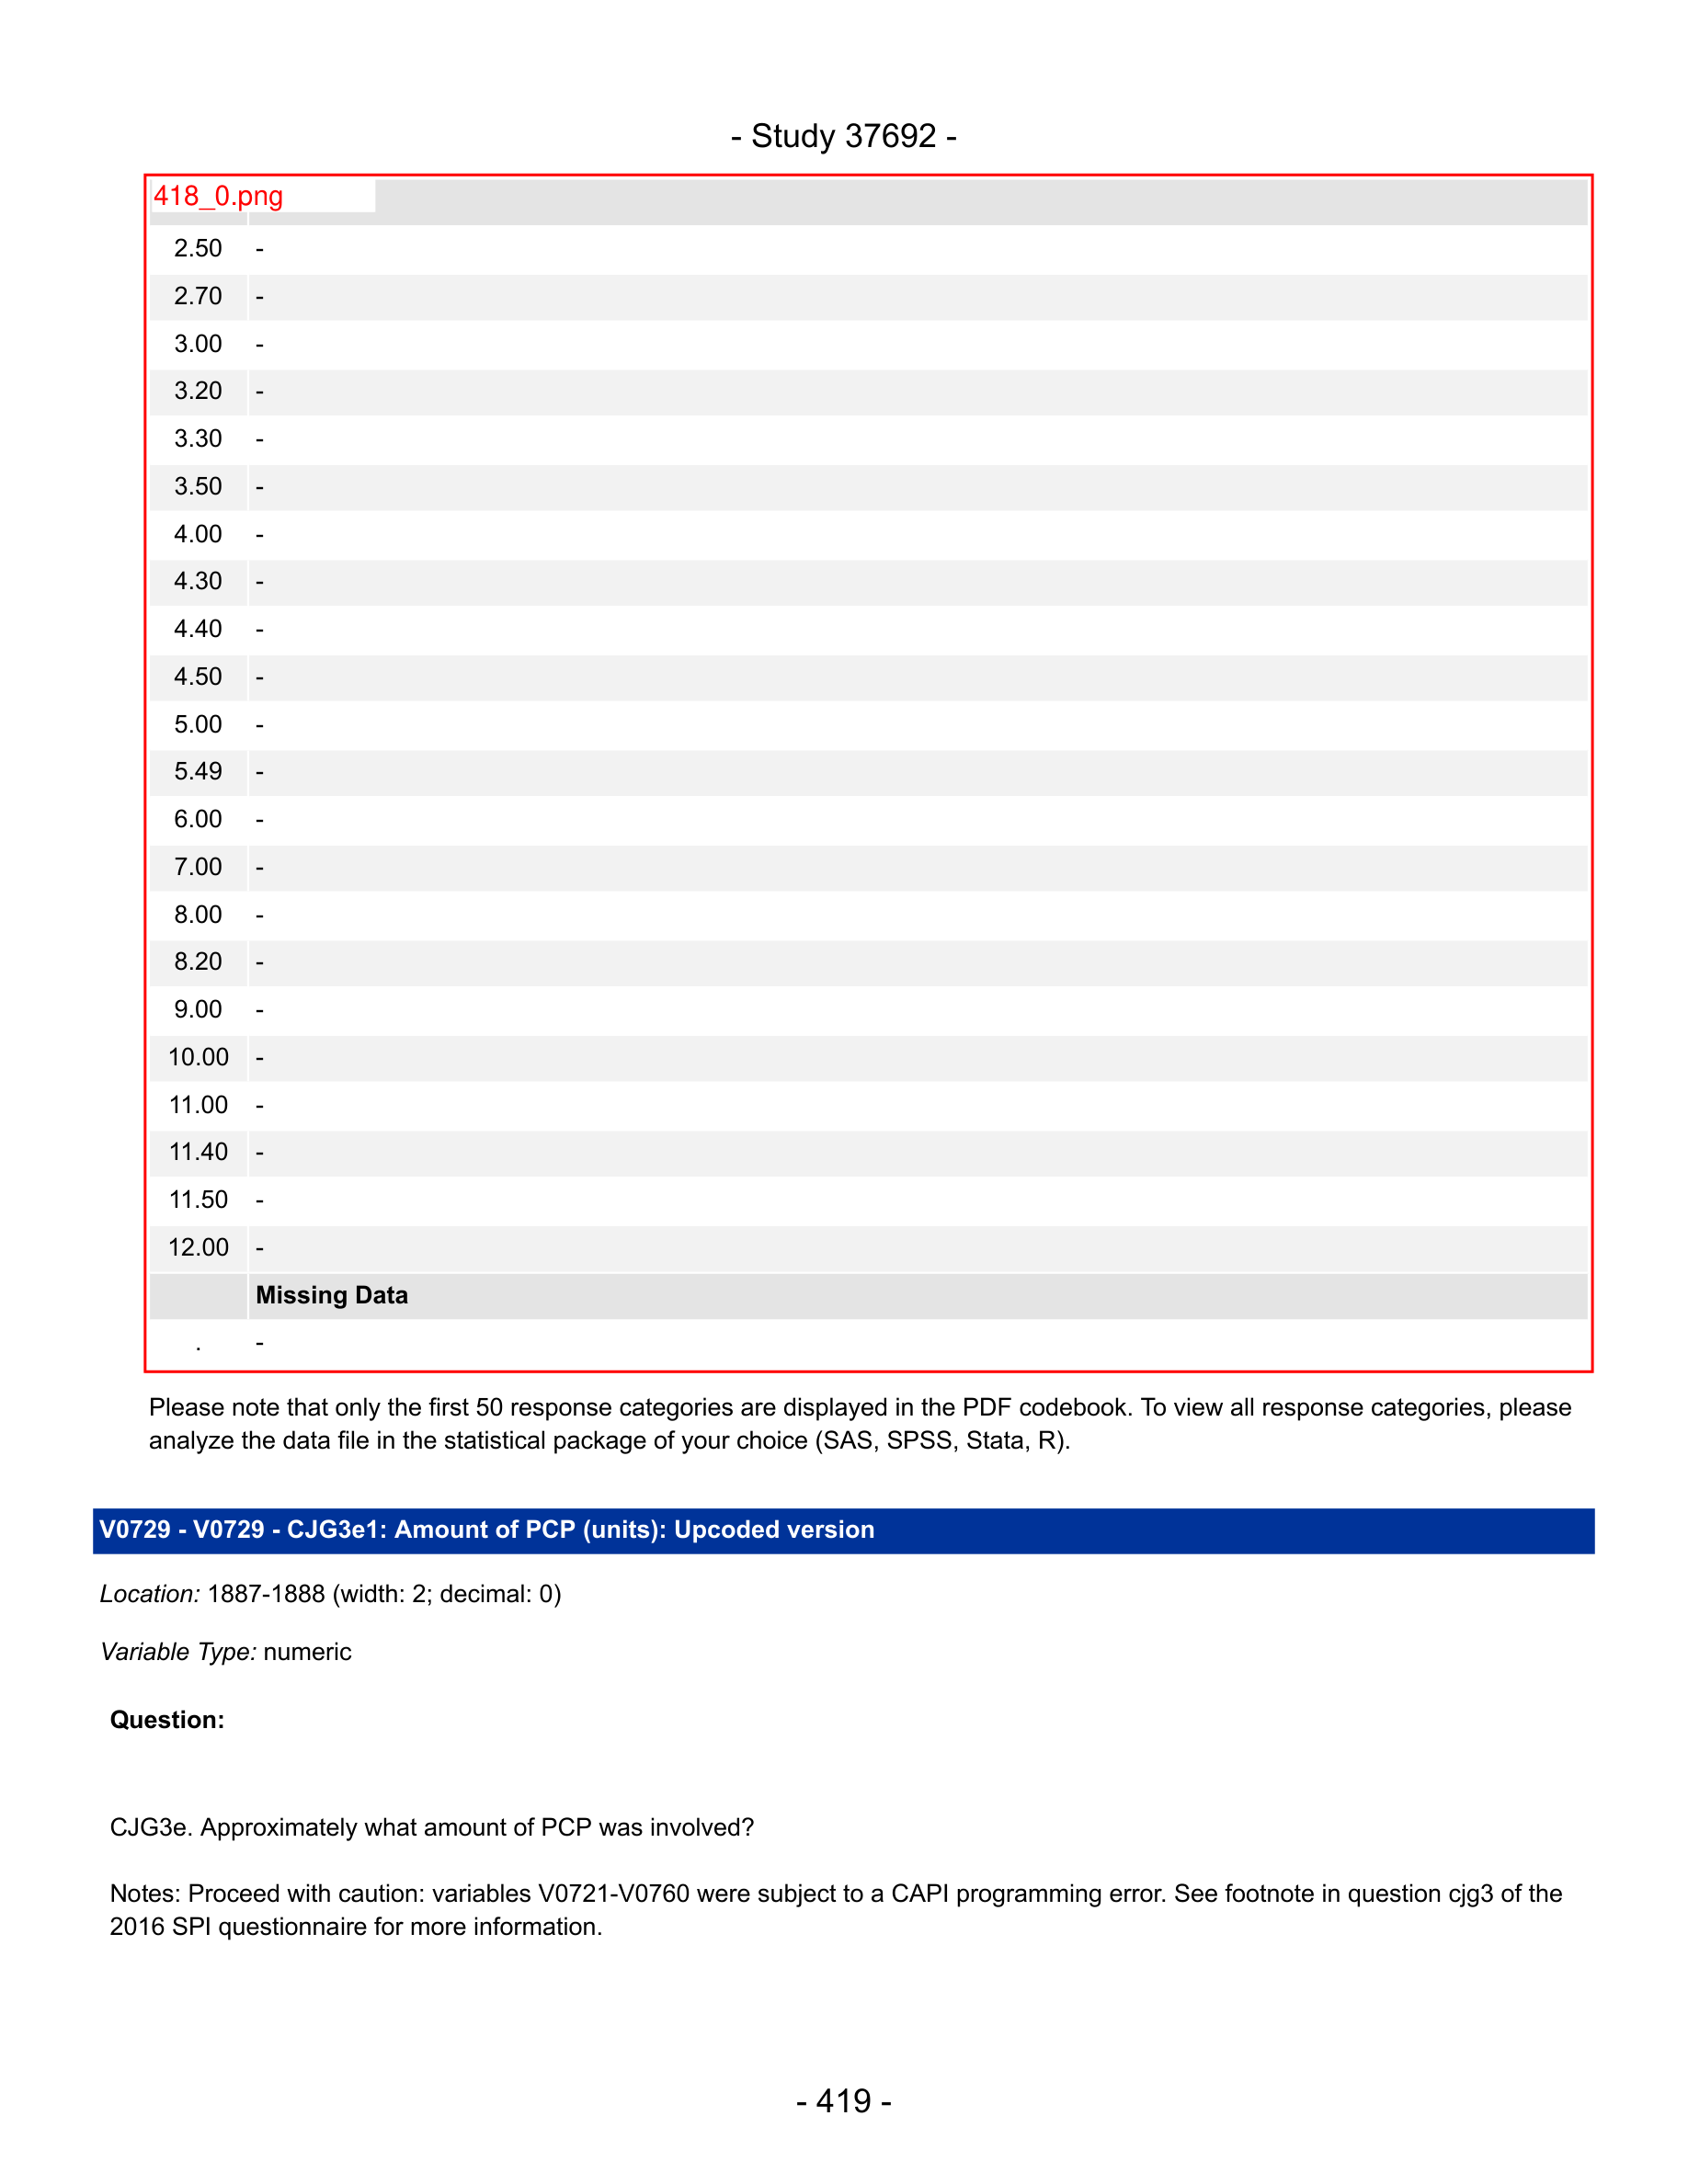 - Study 37692 -
418_0.png
2.50 -
2.70 -
3.00 -
3.20 -
3.30 -
3.50 -
4.00 -
4.30 -
4.40 -
4.50 -
5.00 -
5.49 -
6.00 -
7.00 -
8.00 -
8.20 -
9.00 -
10.00 -
11.00 -
11.40 -
11.50 -
12.00 -
Missing Data
. -
Please note that only the first 50 response categories are displayed in the PDF codebook. To view all response categories, please
analyze the data file in the statistical package of your choice (SAS, SPSS, Stata, R).
V0729 - V0729 - CJG3e1: Amount of PCP (units): Upcoded version
Location: 1887-1888 (width: 2; decimal: 0)
Variable Type: numeric
Question:
CJG3e. Approximately what amount of PCP was involved?
Notes: Proceed with caution: variables V0721-V0760 were subject to a CAPI programming error. See footnote in question cjg3 of the
2016 SPI questionnaire for more information.
- 419 -